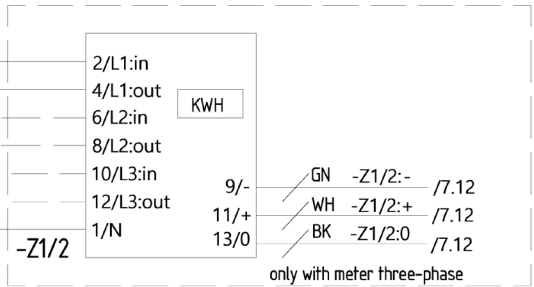 2/L1:in
4/L1:out
KWH
6/L2:in
8/L2:out
10/L3:in
12/L3:out
1/N
-Z1/2
9/- GN -Z1/2:- /7.12
11/+ WH -Z1/2:+ /7.12
13/0 BK -Z1/2:0 /7.12
only with meter three-phase